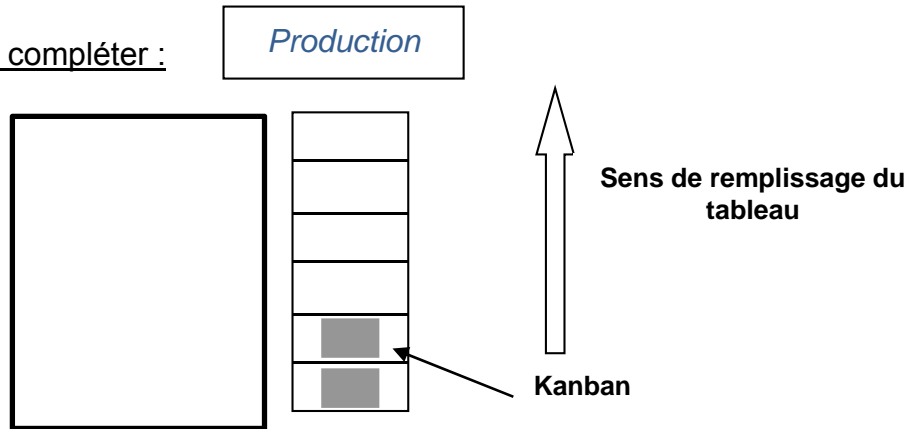 compléter :
Production
Sens de remplissage du
tableau
Kanban